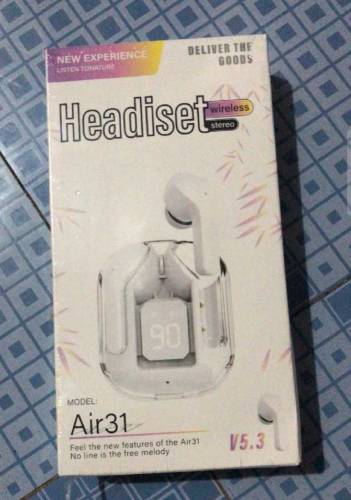 NEW EXPERIENCE
LISTEN TONATURE
DELIVER THE
GOODS
Headiset
wireless
stereo
90
MODEL:
Air31
Feel the new features of the Air31
No line is the free melody
V5.3